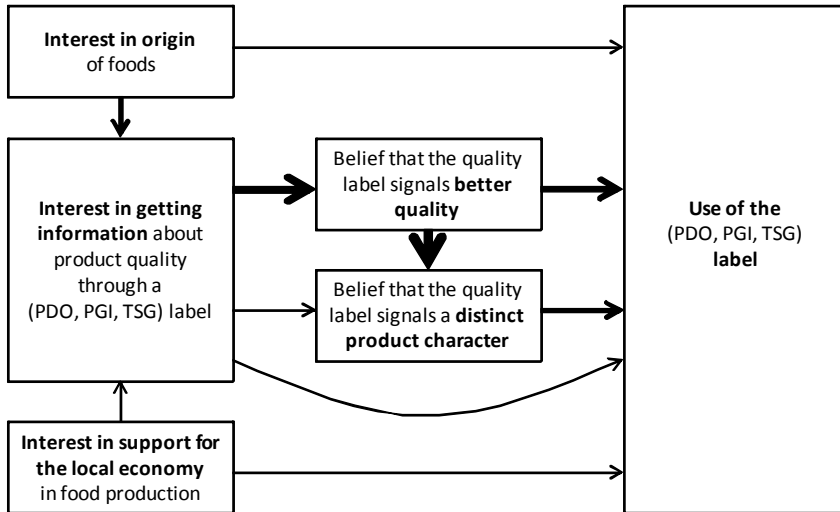 Interest in origin
of foods
Interest in getting
information about
product quality
through a
(PDO, PGI, TSG) label
Interest in support for
the local economy
in food production
Belief that the quality
label signals better
quality
Belief that the quality
label signals a distinct
product character
Use of the
(PDO, PGI, TSG)
label